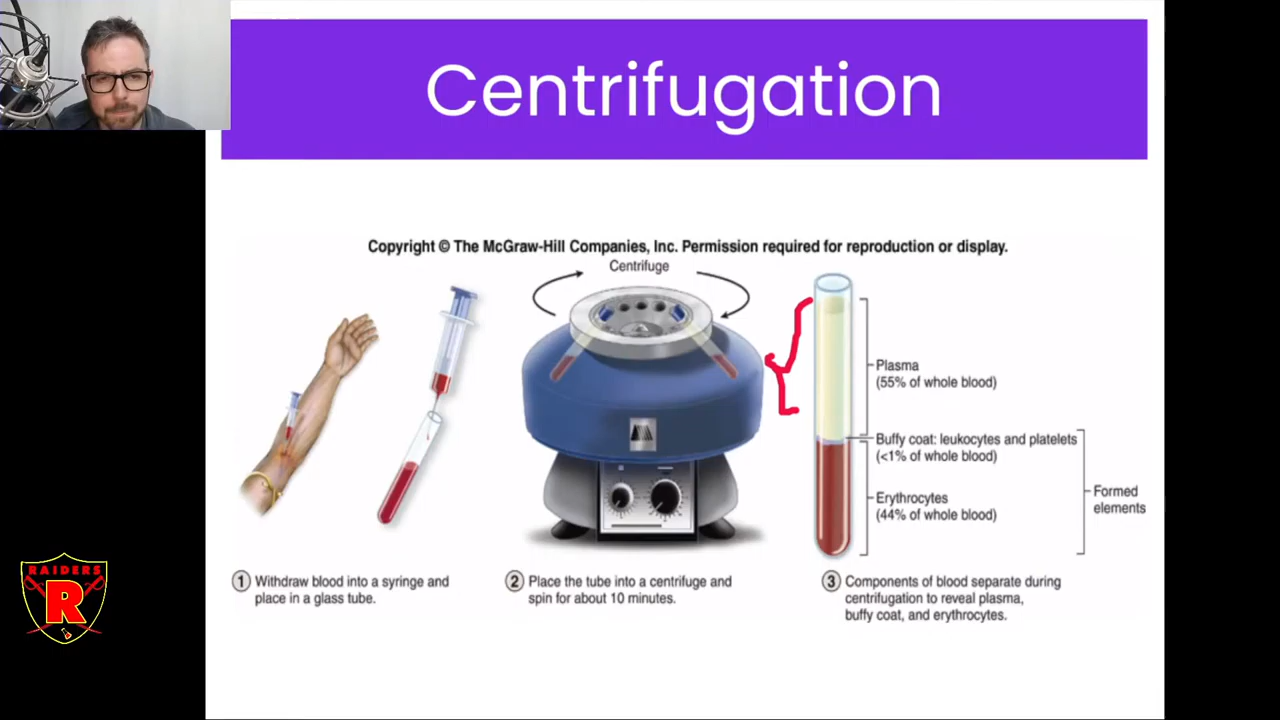 Centrifugation
Copyright © The McGraw-Hill Companies, Inc. Permission required for reproduction or display.
Centrifuge
Plasma
(55% of whole blood)
Buffy coat: leukocytes and platelets
(<1% of whole blood)
Erythrocytes
(44% of whole blood)
Formed
elements
1 Withdraw blood into a syringe and
place in a glass tube.
2 Place the tube into a centrifuge and
spin for about 10 minutes.
3 Components of blood separate during
centrifugation to reveal plasma,
buffy coat, and erythrocytes.
RAIDERS
R